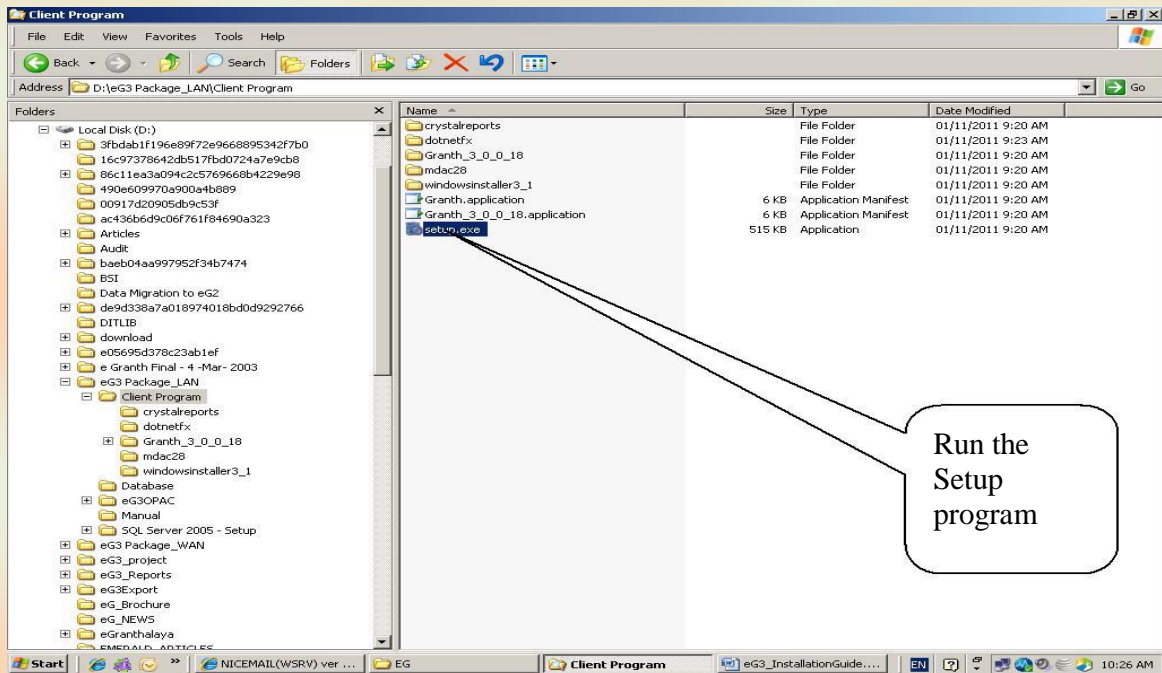 Client Program
File Edit View Favorites Tools Help
Back Search Folders
Address D:\eG3 Package_LAN\Client Program Go
Folders
Local Disk (D:)
3fbdab1f196e89f72e9668895342f7b0
16c97378642db517fbd0724a7e9cb8
86c11ea3a094c2c5769668b4229e98
490e609970a900a4b889
00917d20905db9c53f
ac436b6d9c06f761f84690a323
Articles
Audit
baeb04aa997952f34b7474
BSI
Data Migration to eG2
de9d338a7a018974018bd0d9292766
DITLIB
download
e05695d378c23ab1ef
e Granth Final - 4 -Mar- 2003
eG3 Package_LAN
Client Program
crystalreports
dotnetfx
Granth_3_0_0_18
mdac28
windowsinstaller3_1
Database
eG3OPAC
Manual
SQL Server 2005 - Setup
eG3 Package_WAN
eG3_project
eG3_Reports
eG3Export
eG_Brochure
eG_NEWS
eGranthalaya
EMERALD_ARTICLES
Name Size Type Date Modified
crystalreports File Folder 01/11/2011 9:20 AM
dotnetfx File Folder 01/11/2011 9:23 AM
Granth_3_0_0_18 File Folder 01/11/2011 9:20 AM
mdac28 File Folder 01/11/2011 9:20 AM
windowsinstaller3_1 File Folder 01/11/2011 9:20 AM
Granth.application 6 KB Application Manifest 01/11/2011 9:20 AM
Granth_3_0_0_18.application 6 KB Application Manifest 01/11/2011 9:20 AM
setup.exe 515 KB Application 01/11/2011 9:20 AM
Run the
Setup
program
Start NICEMAIL(WSRV) ver ... EG Client Program eG3_InstallationGuide.... EN 10:26 AM